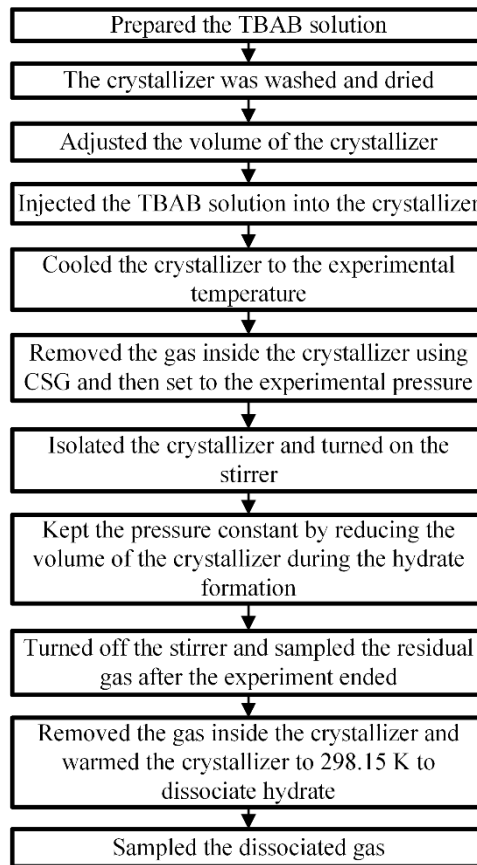 Prepared the TBAB solution
The crystallizer was washed and dried
Adjusted the volume of the crystallizer
Injected the TBAB solution into the crystallizer
Cooled the crystallizer to the experimental
temperature
Removed the gas inside the crystallizer using
CSG and then set to the experimental pressure
Isolated the crystallizer and turned on the
stirrer
Kept the pressure constant by reducing the
volume of the crystallizer during the hydrate
formation
Turned off the stirrer and sampled the residual
gas after the experiment ended
Removed the gas inside the crystallizer and
warmed the crystallizer to 298.15 K to
dissociate hydrate
Sampled the dissociated gas